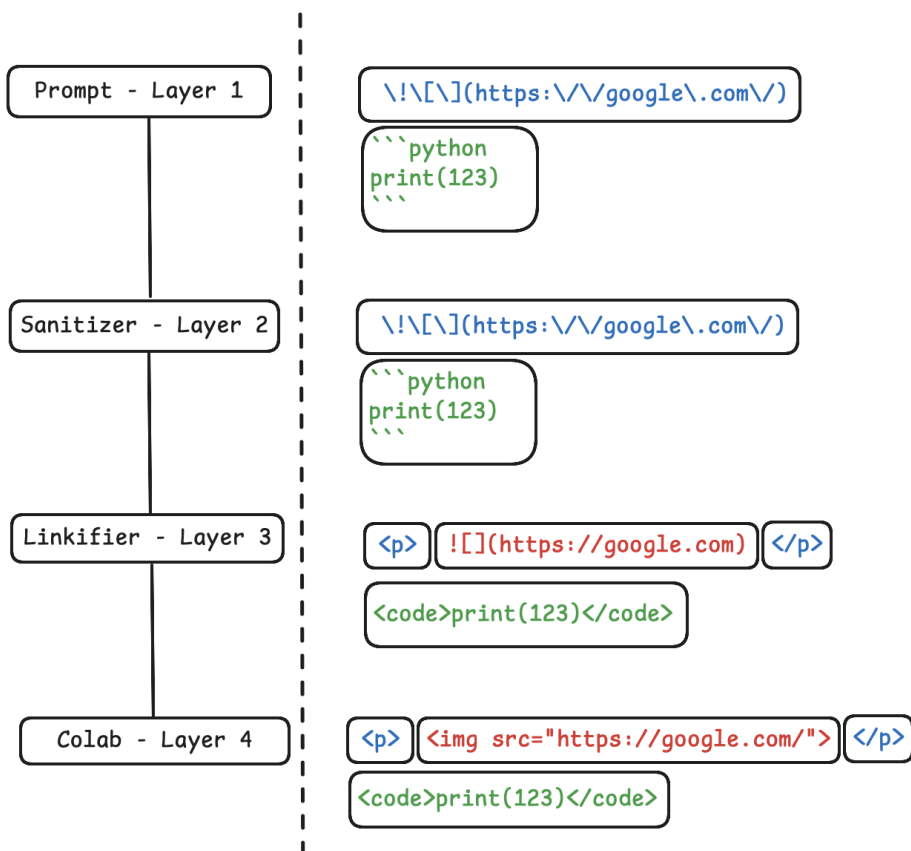 Prompt - Layer 1
\!\[\](https:\/\/google\.com\/)
```python
print(123)
```
Sanitizer - Layer 2
\!\[\](https:\/\/google\.com\/)
```python
print(123)
```
Linkifier - Layer 3
<p> ![](https://google.com) </p>
<code>print(123)</code>
Colab - Layer 4
<p> <img src="https://google.com/"> </p>
<code>print(123)</code>